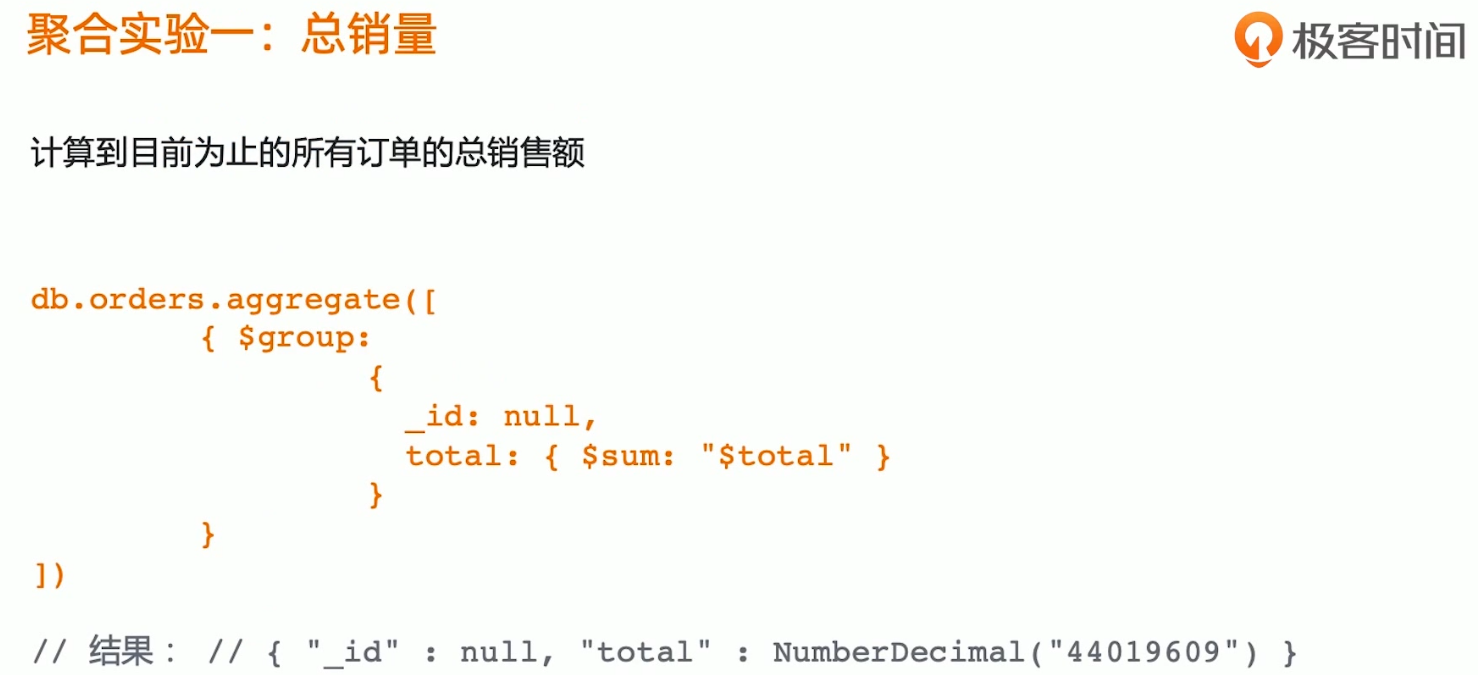 聚合实验一：总销量
极客时间
计算到目前为止的所有订单的总销售额
db.orders.aggregate([
{ $group:
{
_id: null,
total: { $sum: "$total" }
}
}
])
// 结果： // { "_id" : null, "total" : NumberDecimal("44019609") }